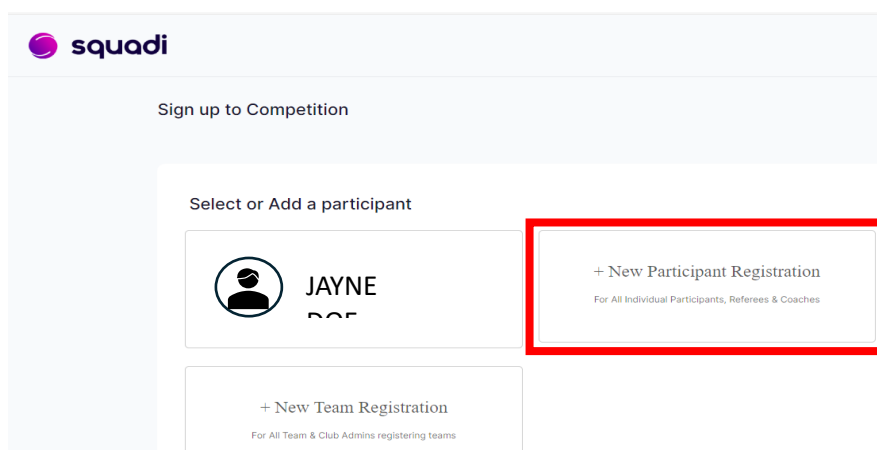 squadi
Sign up to Competition
Select or Add a participant
JAYNE
+ New Participant Registration
For All Individual Participants, Referees & Coaches
+ New Team Registration
For All Team & Club Admins registering teams